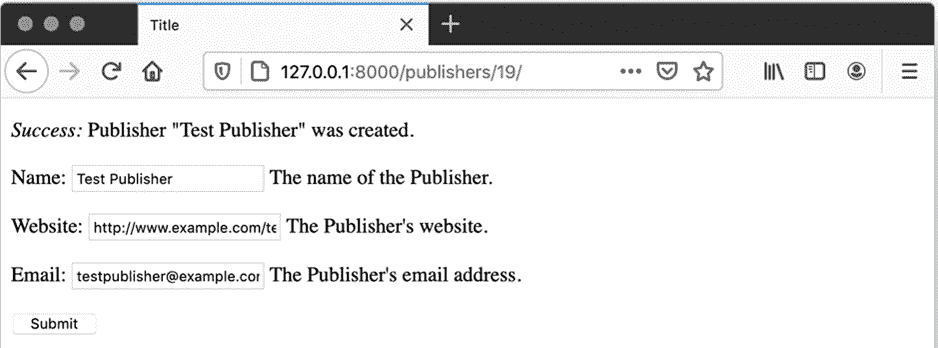 Title
127.0.0.1:8000/publishers/19/
Success: Publisher "Test Publisher" was created.
Name: Test Publisher The name of the Publisher.
Website: http://www.example.com/te The Publisher's website.
Email: testpublisher@example.cor The Publisher's email address.
Submit